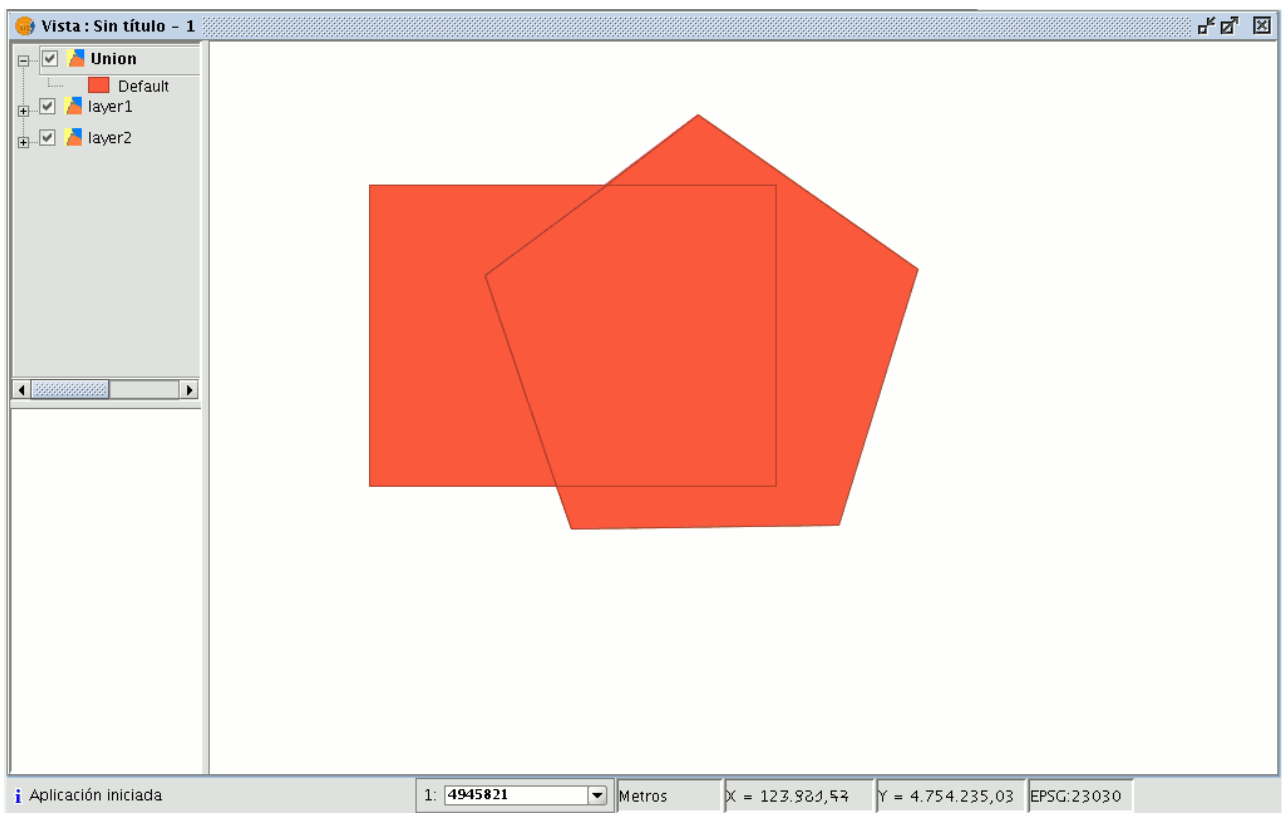 Vista : Sin título - 1
Union
Default
layer1
layer2
Aplicación iniciada
1: 4945821
Metros
X =
Y = 4.754.235,03
EPSG:23030